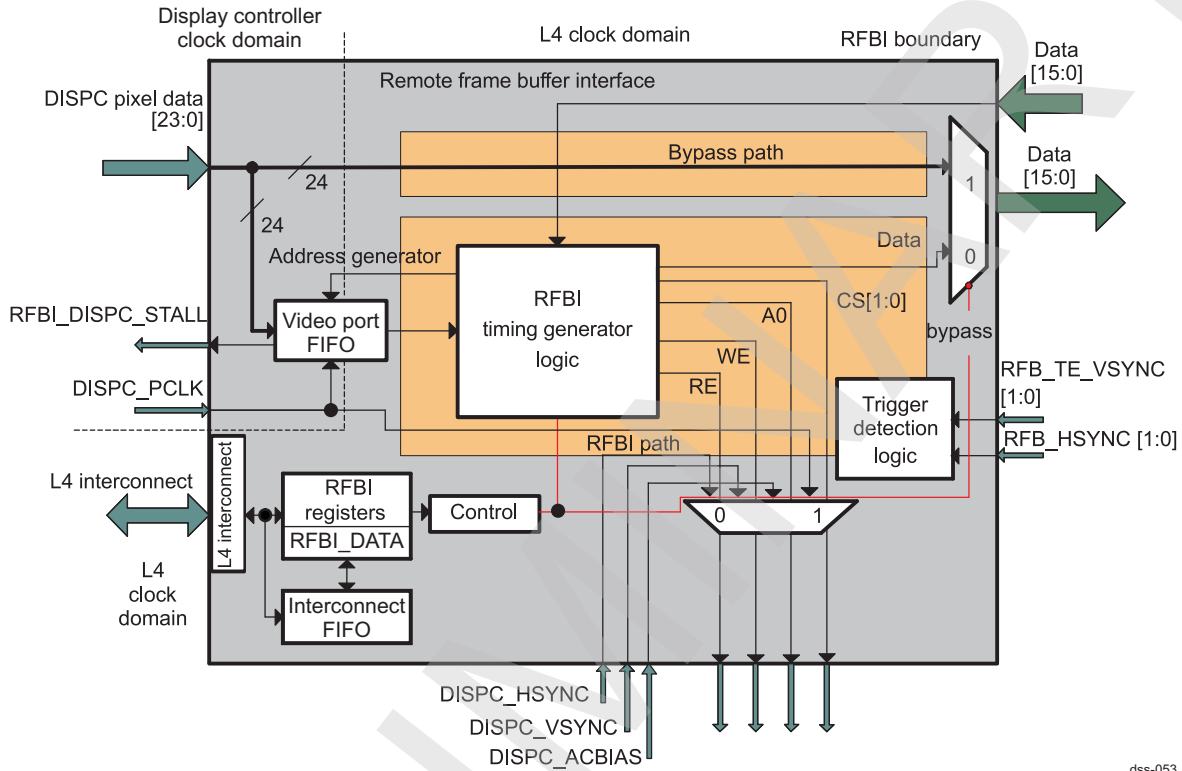 Display controller
clock domain
L4 clock domain
RFBI boundary
Data
[15:0]
Remote frame buffer interface
DISPC pixel data
[23:0]
Bypass path
24
1
Data
[15:0]
24
Data
0
Address generator
CS[1:0]
RFBI
timing generator
logic
A0
RFBI_DISPC_STALL
Video port
FIFO
bypass
WE
RE
RFB_TE_VSYNC
[1:0]
DISPC_PCLK
Trigger
detection
logic
RFB_HSYNC [1:0]
RFBI path
L4 interconnect
L4 interconnect
RFBI
registers
RFBI_DATA
Control
0
1
L4
clock
domain
Interconnect
FIFO
DISPC_HSYNC
DISPC_VSYNC
DISPC_ACBIAS
dss-053